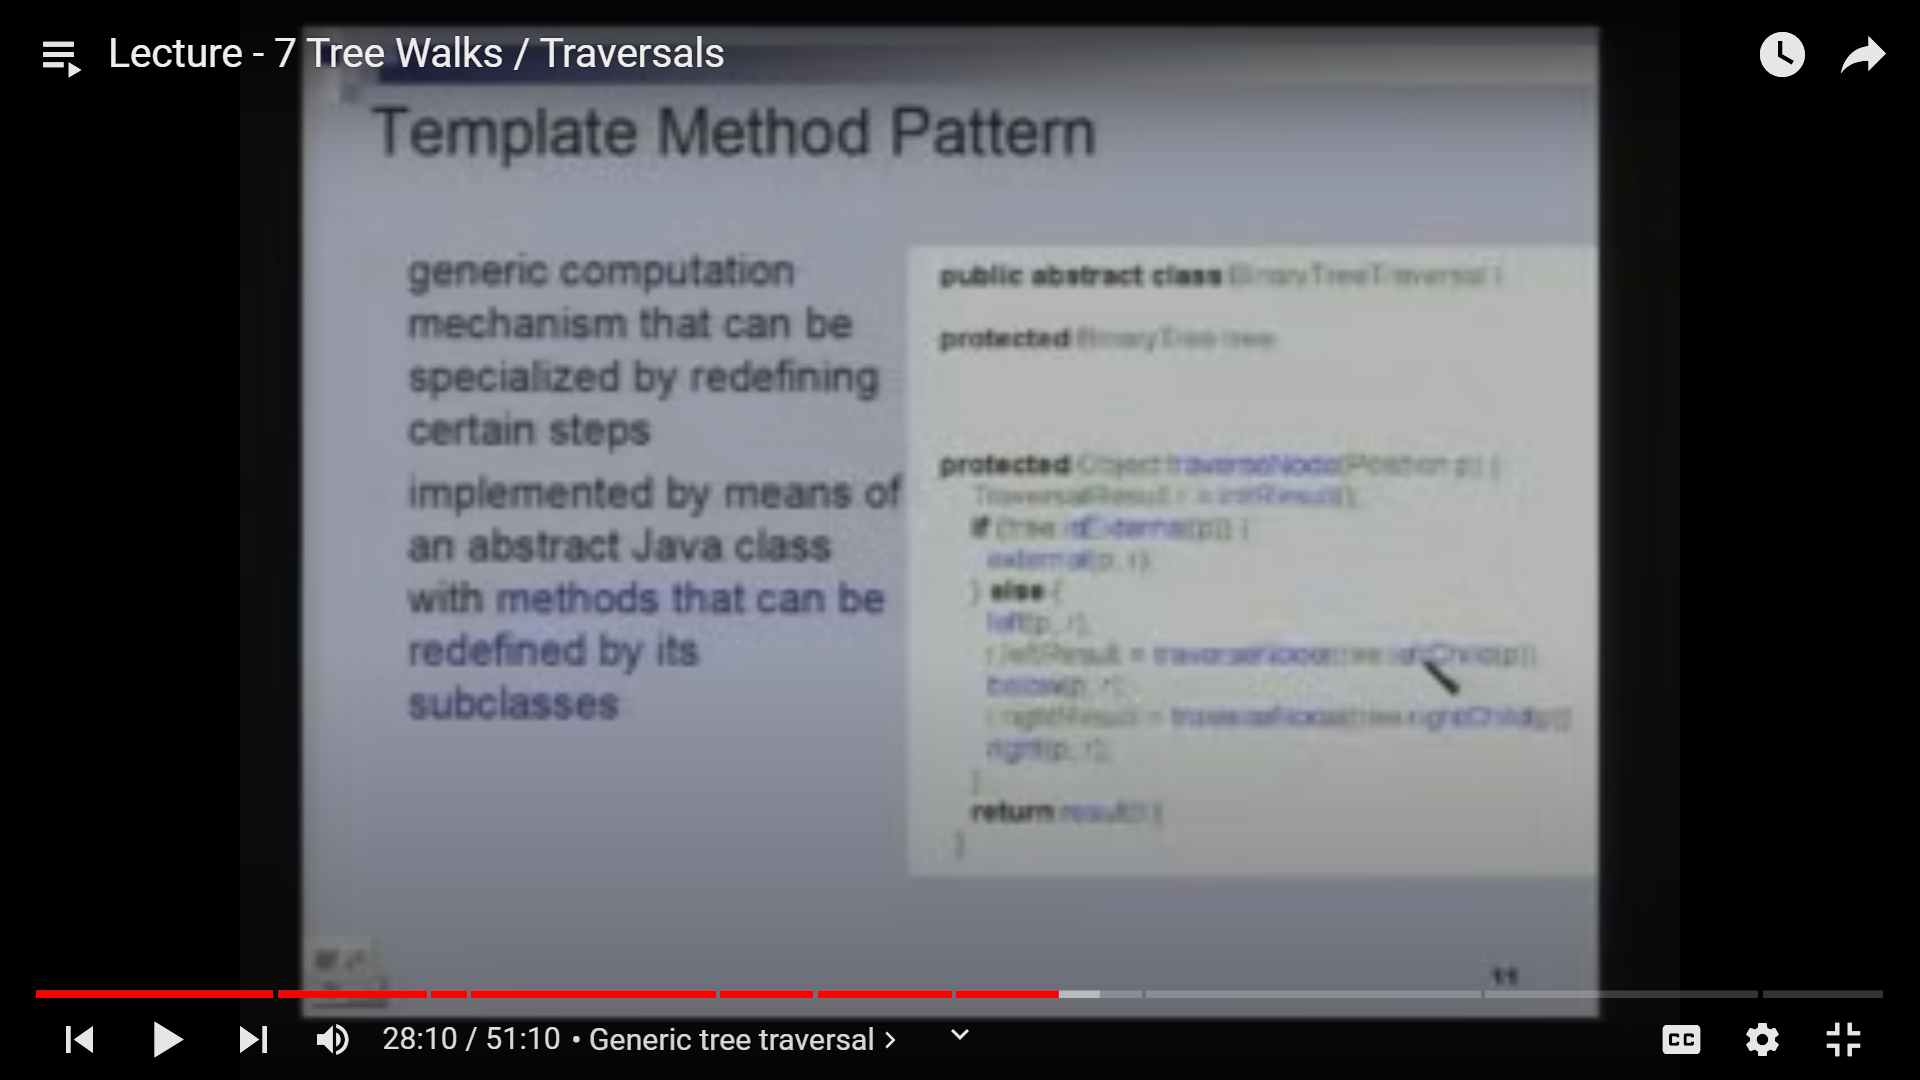 Lecture - 7 Tree Walks / Traversals
Template Method Pattern
generic computation
mechanism that can be
specialized by redefining
certain steps
implemented by means of
an abstract Java class
with methods that can be
redefined by its
subclasses
public abstract class BinaryTreeTraversal {
protected BinaryTree tree
protected Object traverseNode(Position p) {
TraversalResult r = initResult();
if (tree.isExternal(p)) {
external(p, r);
} else {
left(p, r);
r.leftResult = traverseNode(tree.leftChild(p));
below(p, r);
r.rightResult = traverseNode(tree.rightChild(p))
right(p, r);
}
return result(r) {
}
11
28:10 / 51:10 • Generic tree traversal >
CC